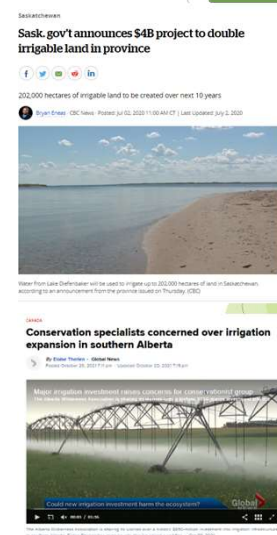 Saskatchewan
Sask. gov't announces $4B project to double
irrigable land in province
202,000 hectares of irrigable land to be created over next 10 years
Bryan Eneas · CBC News · Posted: Jul 02, 2020 11:00 AM CT | Last Updated: July 2, 2020
Water from Lake Diefenbaker will be used to irrigate up to 202,000 hectares of land in Saskatchewan,
according to an announcement from the province issued on Thursday. (CBC)
CANADA
Conservation specialists concerned over irrigation
expansion in southern Alberta
Global News
Major irrigation investment raises concerns for conservationist group
Could new irrigation investment harm the ecosystem?
Global